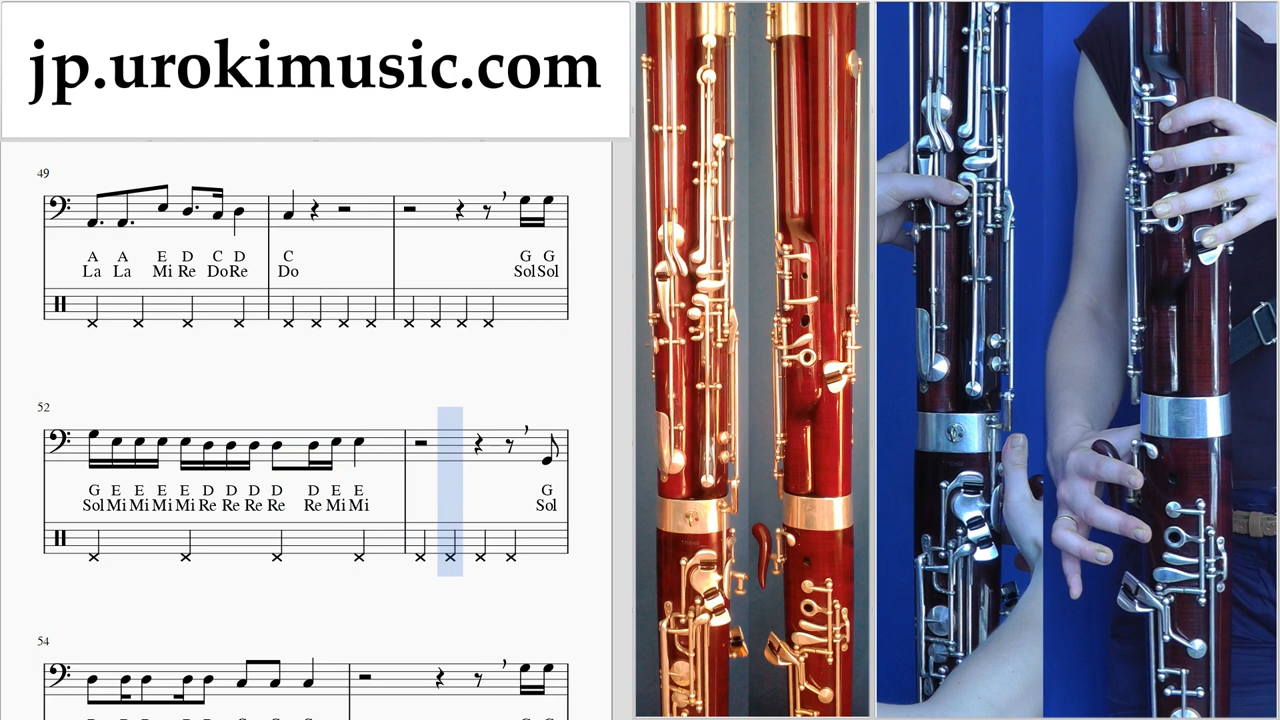 jp.urokimusic.com
49
A A E D C D C G G
La La Mi Re Do Re Do Sol Sol
52
G E E E E D D D D D E E G
Sol Mi Mi Mi Mi Re Re Re Re Re Mi Mi Sol
54